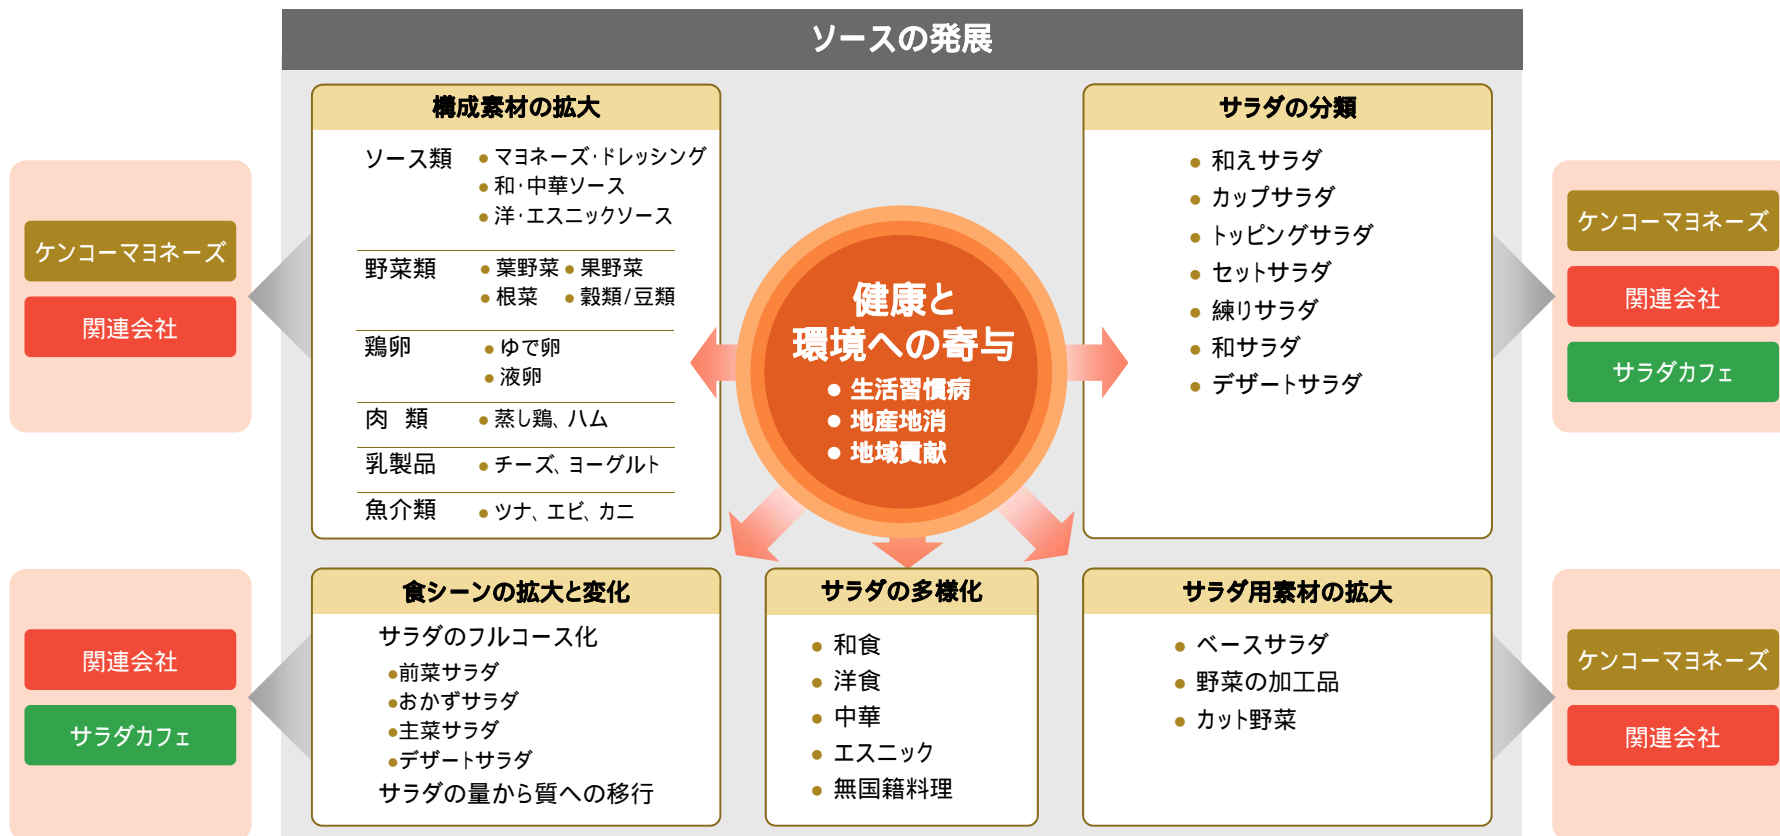 ソースの発展
構成素材の拡大
ソース類
●マヨネーズ・ドレッシング
●和・中華ソース
●洋・エスニックソース
野菜類
●葉野菜 ●果野菜
●根菜 ●穀類/豆類
鶏卵
●ゆで卵
●液卵
肉 類
●蒸し鶏、ハム
乳製品
●チーズ、ヨーグルト
魚介類
●ツナ、エビ、カニ
ケンコーマヨネーズ
関連会社
健康と
環境への寄与
●生活習慣病
●地産地消
●地域貢献
サラダの分類
●和えサラダ
●カップサラダ
●トッピングサラダ
●セットサラダ
●練りサラダ
●和サラダ
●デザートサラダ
ケンコーマヨネーズ
関連会社
サラダカフェ
関連会社
サラダカフェ
食シーンの拡大と変化
サラダのフルコース化
●前菜サラダ
●おかずサラダ
●主菜サラダ
●デザートサラダ
サラダの量から質への移行
サラダの多様化
●和食
●洋食
●中華
●エスニック
●無国籍料理
サラダ用素材の拡大
●ベースサラダ
●野菜の加工品
●カット野菜
ケンコーマヨネーズ
関連会社